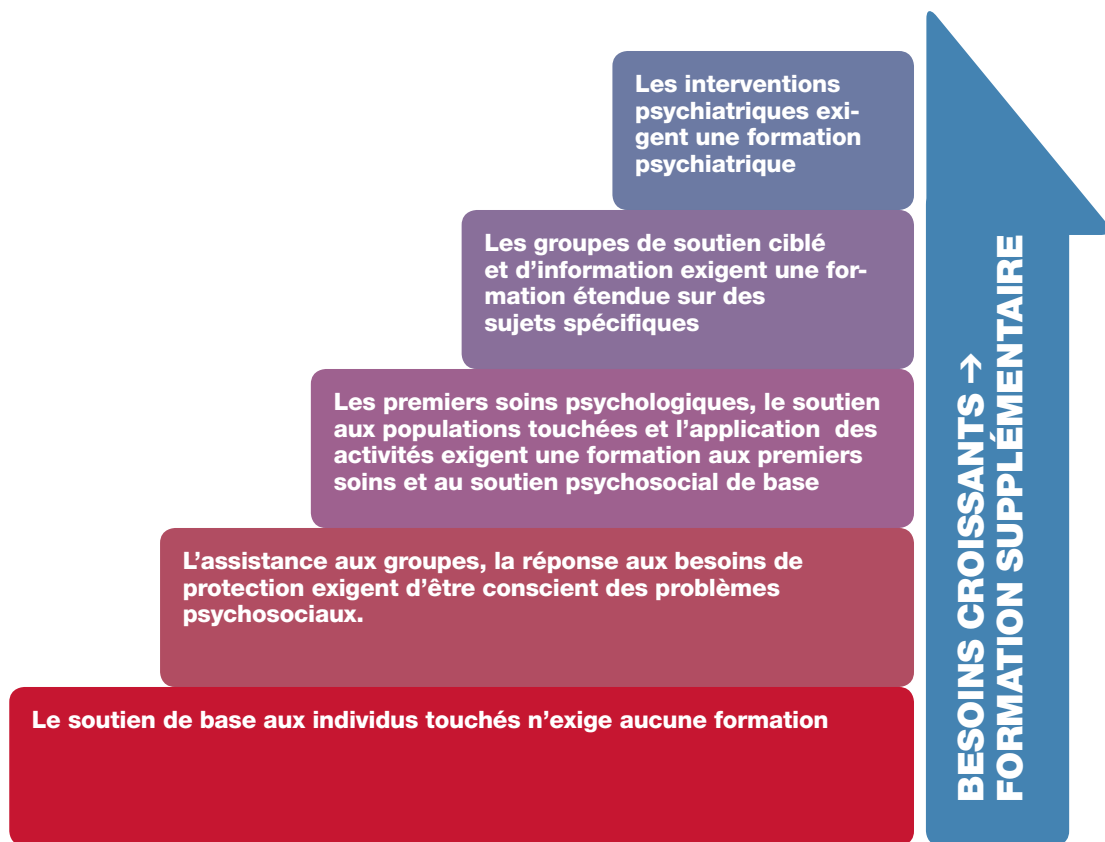 Les interventions
psychiatriques exi-
gent une formation
psychiatrique
Les groupes de soutien ciblé
et d’information exigent une for-
mation étendue sur des
sujets spécifiques
Les premiers soins psychologiques, le soutien
aux populations touchées et l’application des
activités exigent une formation aux premiers
soins et au soutien psychosocial de base
L’assistance aux groupes, la réponse aux besoins de
protection exigent d’être conscient des problèmes
psychosociaux.
Le soutien de base aux individus touchés n’exige aucune formation
BESOINS CROISSANTS →
FORMATION SUPPLÉMENTAIRE